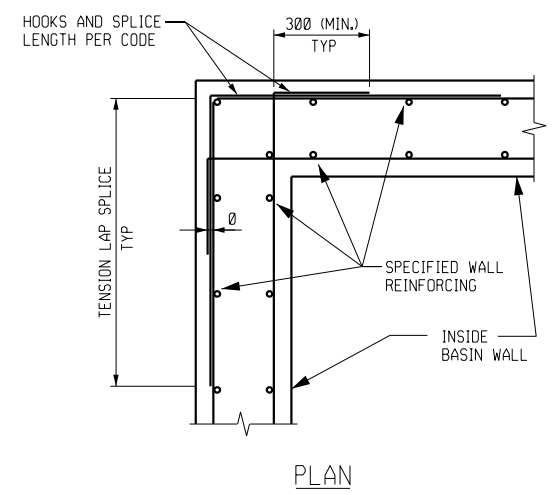 HOOKS AND SPLICE
LENGTH PER CODE
300 (MIN.)
TYP
TENSION LAP SPLICE
TYP
Ø
SPECIFIED WALL
REINFORCING
INSIDE
BASIN WALL
PLAN